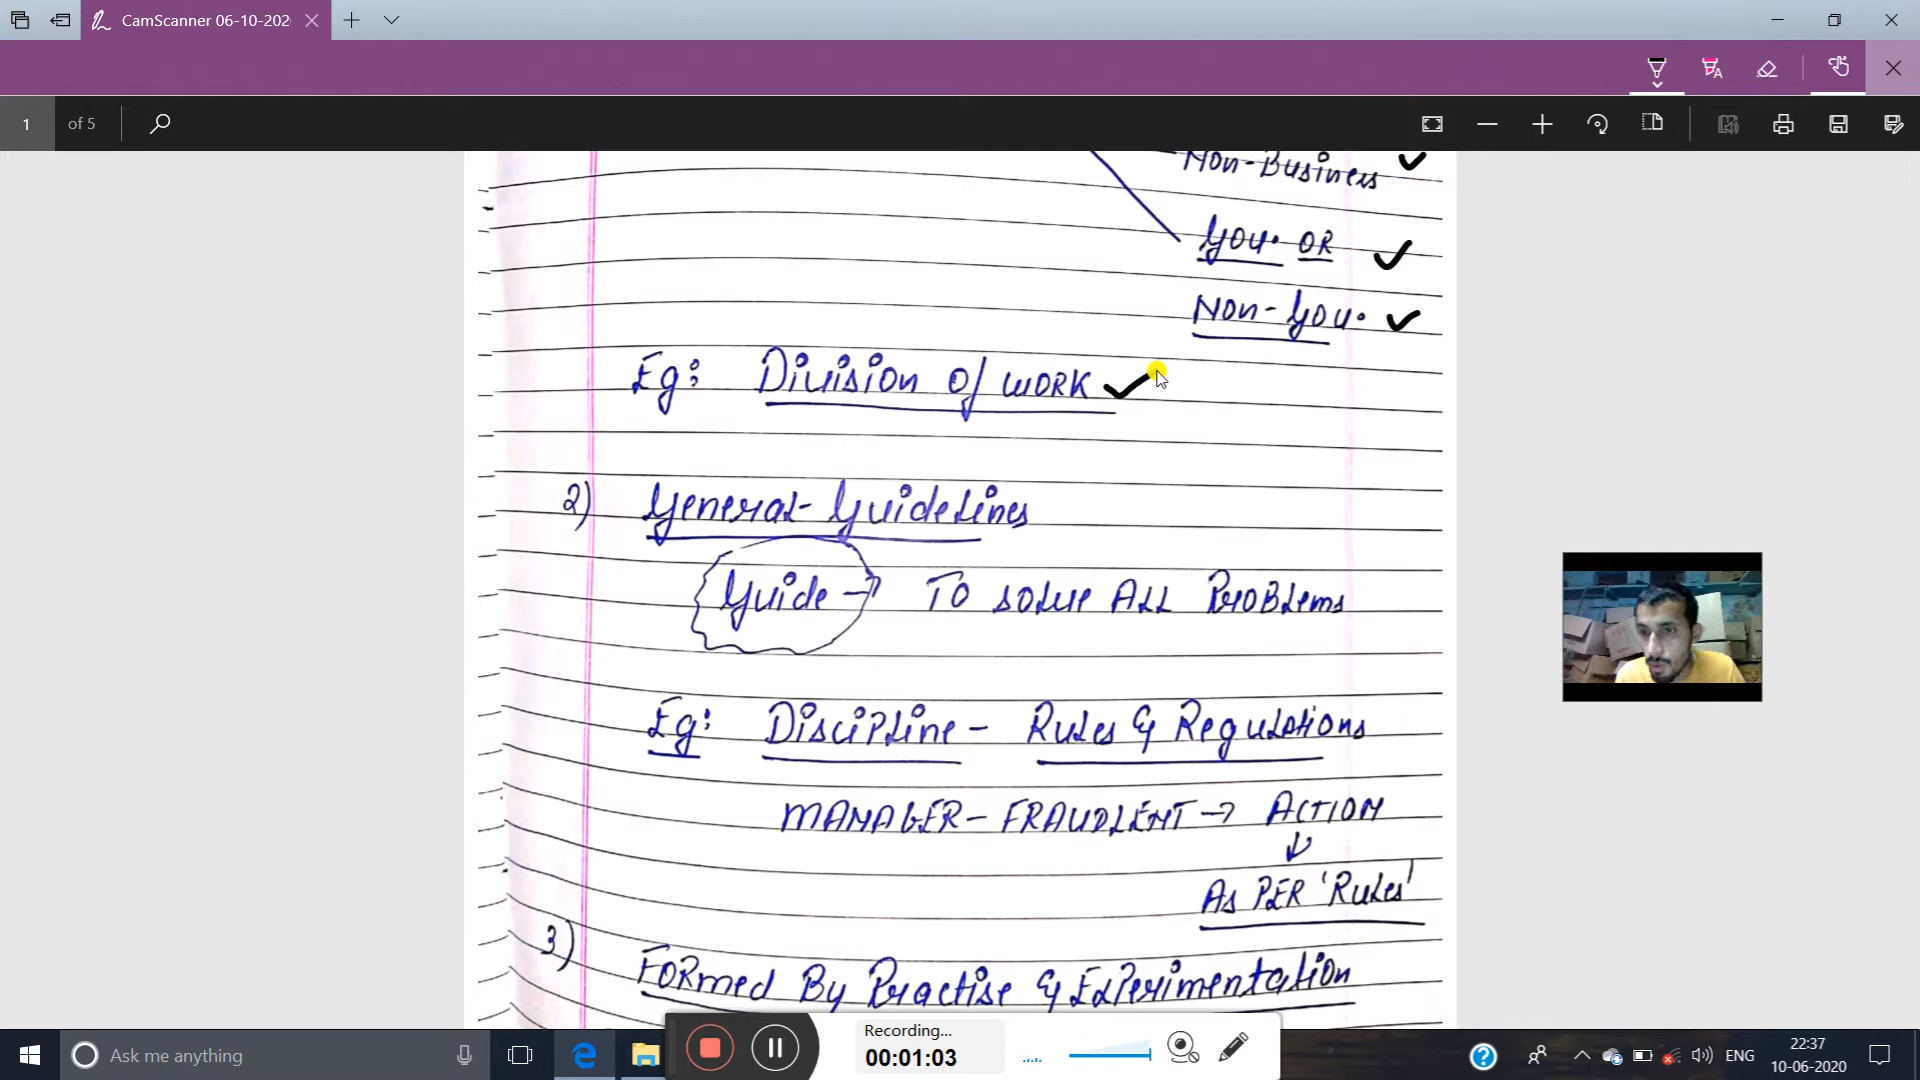 CamScanner 06-10-202
1 of 5
Non-Business
Gou. OR
Non-Gou.
Eg: Division of WORK
2) General-Guidelines
Guide → To solve ALL Problems
Eg: Discipline - Rules & Regulations
MANAGER - FRAUDLENT → ACTION
As PER 'Rules'
3)
Formed By Practise & Experimentation
Recording...
00:01:03
Ask me anything
ENG
22:37
10-06-2020